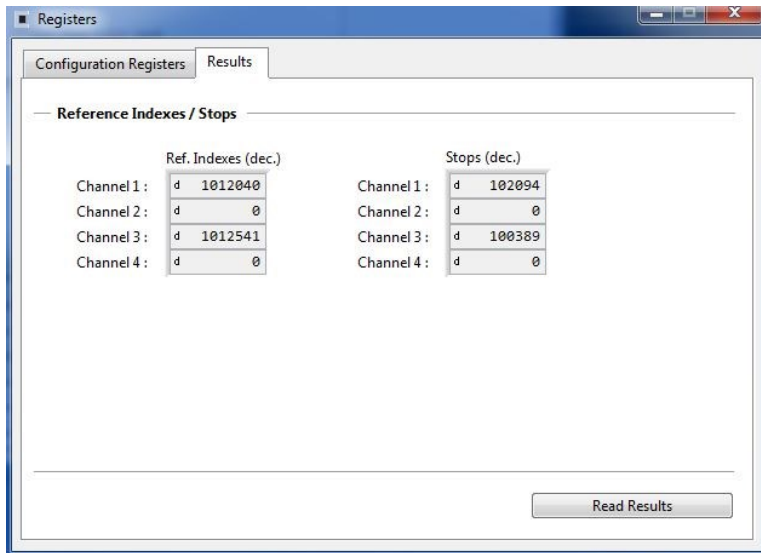 Registers
Configuration Registers Results
Reference Indexes / Stops
Ref. Indexes (dec.) Stops (dec.)
Channel 1 : d 1012040 Channel 1 : d 102094
Channel 2 : d 0 Channel 2 : d 0
Channel 3 : d 1012541 Channel 3 : d 100389
Channel 4 : d 0 Channel 4 : d 0
Read Results